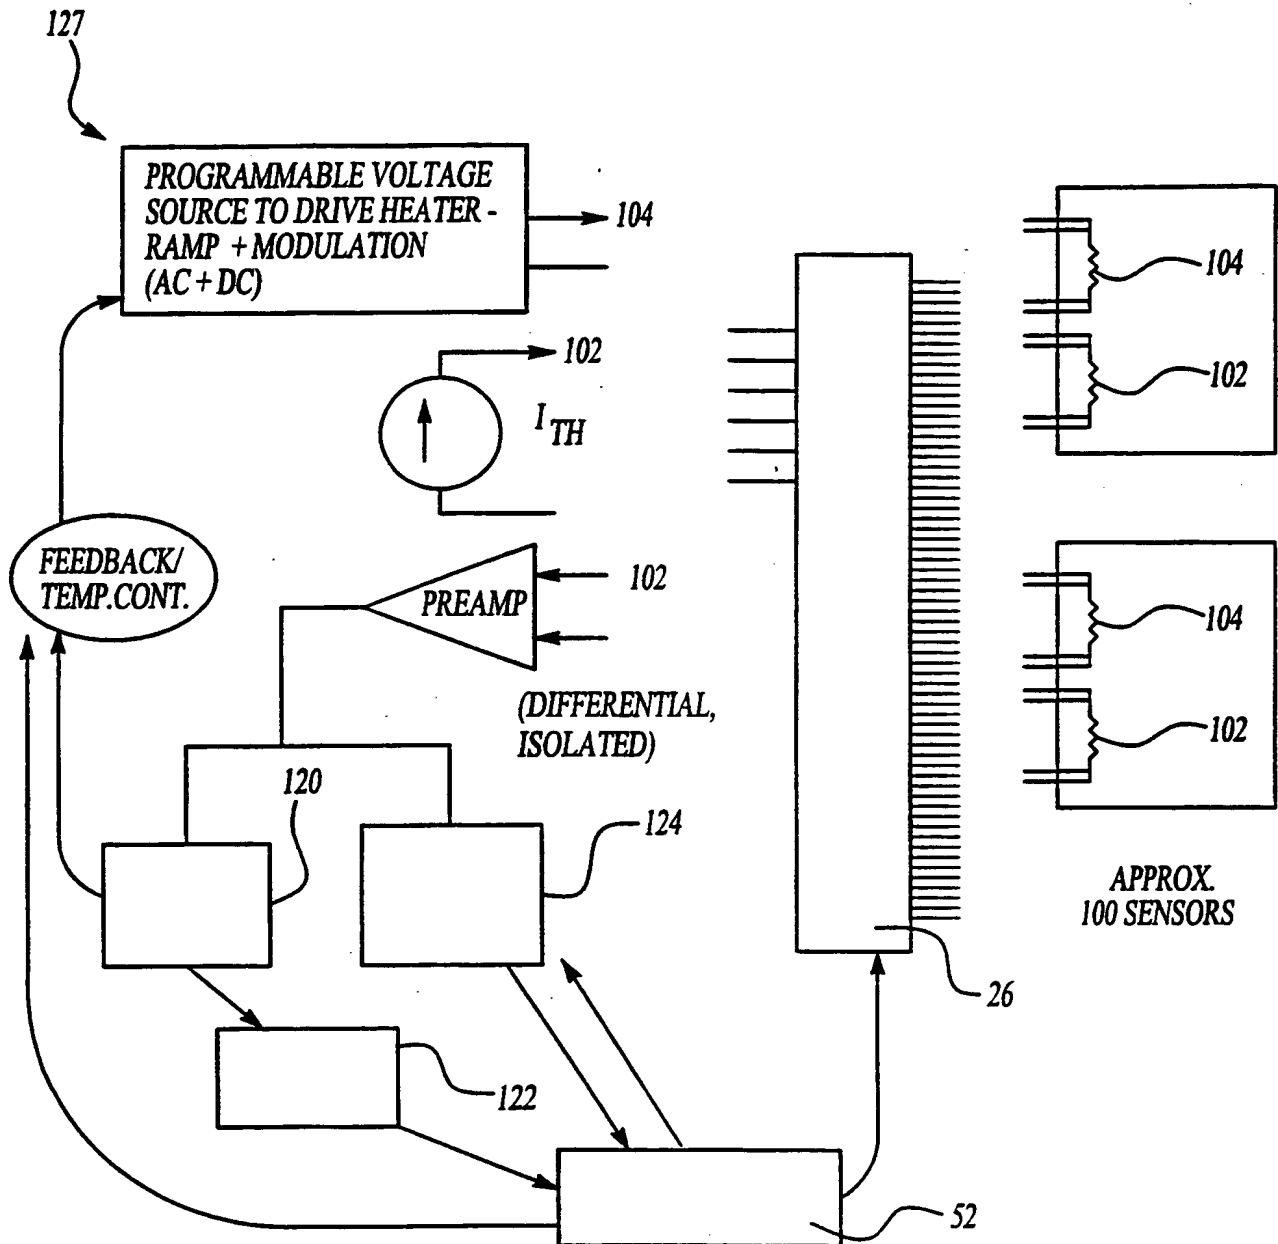 127
PROGRAMMABLE VOLTAGE
SOURCE TO DRIVE HEATER -
RAMP + MODULATION
(AC + DC)
104
102
I TH
FEEDBACK/
TEMP.CONT.
PREAMP
102
(DIFFERENTIAL,
ISOLATED)
120
124
122
52
26
104
102
104
102
APPROX.
100 SENSORS